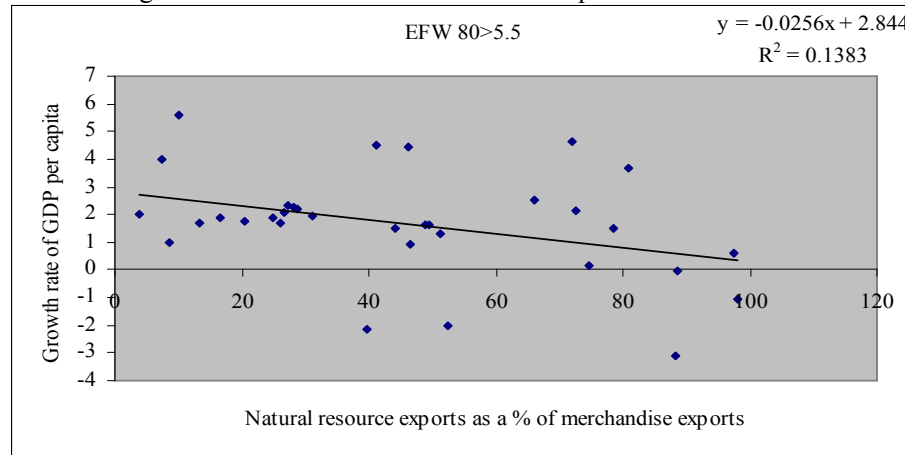 EFW 80>5.5
y = -0.0256x + 2.844
R² = 0.1383
7
6
5
4
3
2
1
0
-1
-2
-3
-4
0 20 40 60 80 100 120
Growth rate of GDP per capita
Natural resource exports as a % of merchandise exports